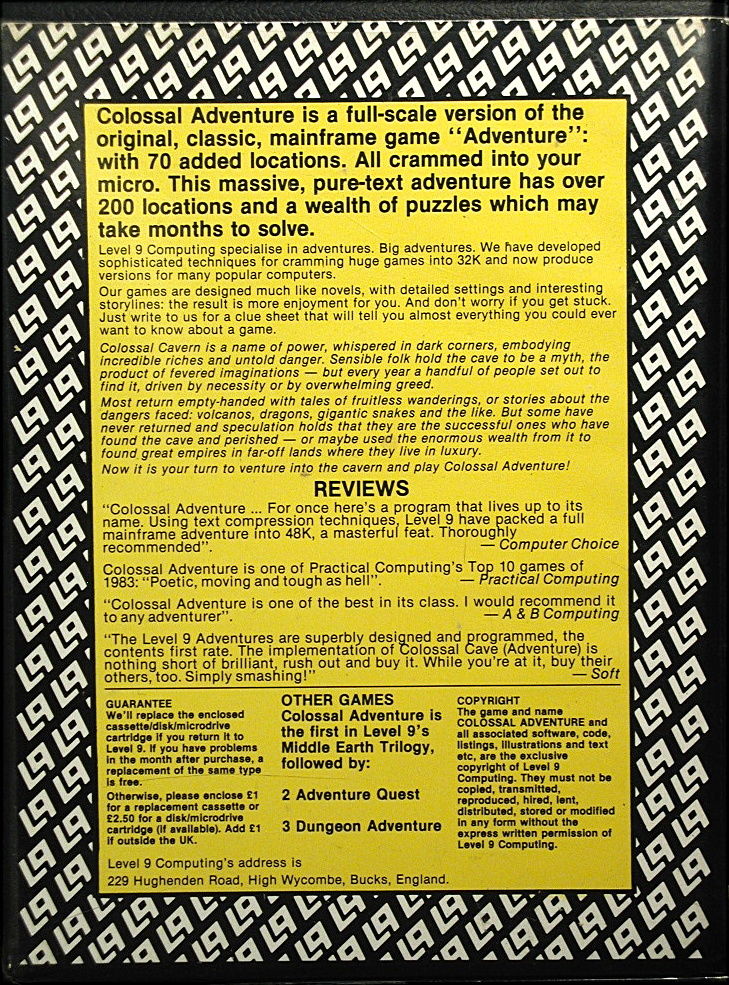 Colossal Adventure is a full-scale version of the
original, classic, mainframe game "Adventure":
with 70 added locations. All crammed into your
micro. This massive, pure-text adventure has over
200 locations and a wealth of puzzles which may
take months to solve.
Level 9 Computing specialise in adventures. Big adventures. We have developed
sophisticated techniques for cramming huge games into 32K and now produce
versions for many popular computers.
Our games are designed much like novels, with detailed settings and interesting
storylines: the result is more enjoyment for you. And don't worry if you get stuck.
Just write to us for a clue sheet that will tell you almost everything you could ever
want to know about a game.
Colossal Cavern is a name of power, whispered in dark corners, embodying
incredible riches and untold danger. Sensible folk hold the cave to be a myth, the
product of fevered imaginations — but every year a handful of people set out to
find it, driven by necessity or by overwhelming greed.
Most return empty-handed with tales of fruitless wanderings, or stories about the
dangers faced: volcanos, dragons, gigantic snakes and the like. But some have
never returned and speculation holds that they are the successful ones who have
found the cave and perished — or maybe used the enormous wealth from it to
found great empires in far-off lands where they live in luxury.
Now it is your turn to venture into the cavern and play Colossal Adventure!
REVIEWS
"Colossal Adventure ... For once here's a program that lives up to its
name. Using text compression techniques, Level 9 have packed a full
mainframe adventure into 48K, a masterful feat. Thoroughly
recommended". — Computer Choice
Colossal Adventure is one of Practical Computing's Top 10 games of
1983: "Poetic, moving and tough as hell". — Practical Computing
"Colossal Adventure is one of the best in its class. I would recommend it
to any adventurer". — A & B Computing
"The Level 9 Adventures are superbly designed and programmed, the
contents first rate. The implementation of Colossal Cave (Adventure) is
nothing short of brilliant, rush out and buy it. While you're at it, buy their
others, too. Simply smashing!" — Soft
GUARANTEE
We'll replace the enclosed
cassette/disk/microdrive
cartridge if you return it to
Level 9. If you have problems
in the month after purchase, a
replacement of the same type
is free.
Otherwise, please enclose £1
for a replacement cassette or
£2.50 for a disk/microdrive
cartridge (if available). Add £1
if outside the UK.
OTHER GAMES
Colossal Adventure is
the first in Level 9's
Middle Earth Trilogy,
followed by:
2 Adventure Quest
3 Dungeon Adventure
COPYRIGHT
The game and name
COLOSSAL ADVENTURE and
all associated software, code,
listings, illustrations and text
etc, are the exclusive
copyright of Level 9
Computing. They must not be
copied, transmitted,
reproduced, hired, lent,
distributed, stored or modified
in any form without the
express written permission of
Level 9 Computing.
Level 9 Computing's address is
229 Hughenden Road, High Wycombe, Bucks, England.